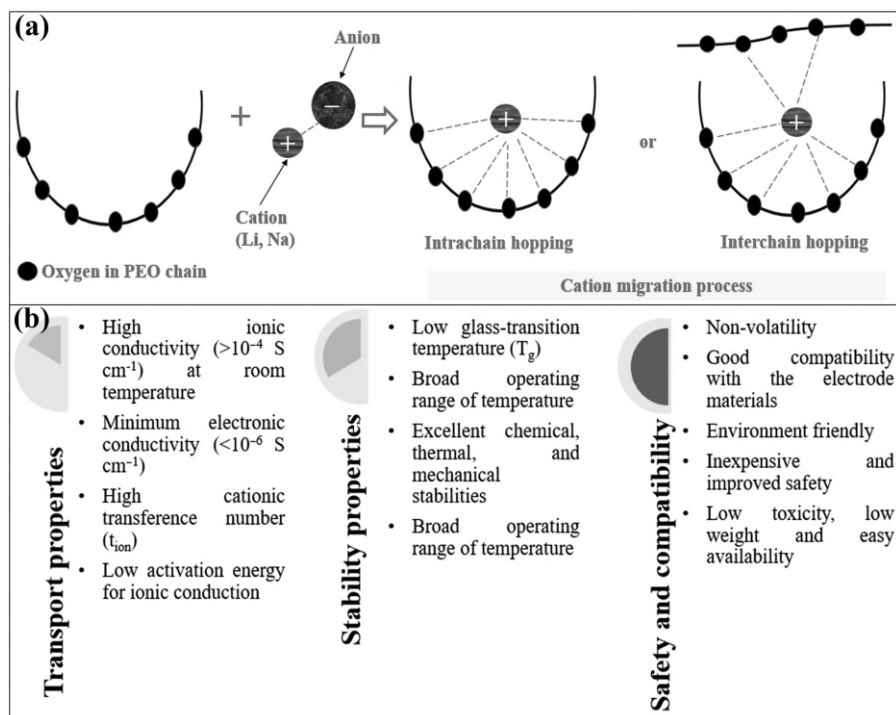 (a)
Anion
+
−
+
Cation
(Li, Na)
+
Intrachain hopping
or
+
Interchain hopping
Oxygen in PEO chain
Cation migration process
(b)
Transport properties
• High ionic
conductivity (>10⁻⁴ S
cm⁻¹) at room
temperature
• Minimum electronic
conductivity (<10⁻⁶ S
cm⁻¹)
• High cationic
transference number
(t_ion)
• Low activation energy
for ionic conduction
Stability properties
• Low glass-transition
temperature (T_g)
• Broad operating
range of temperature
• Excellent chemical,
thermal, and
mechanical
stabilities
• Broad operating
range of temperature
Safety and compatibility
• Non-volatility
• Good compatibility
with the electrode
materials
• Environment friendly
• Inexpensive and
improved safety
• Low toxicity, low
weight and easy
availability